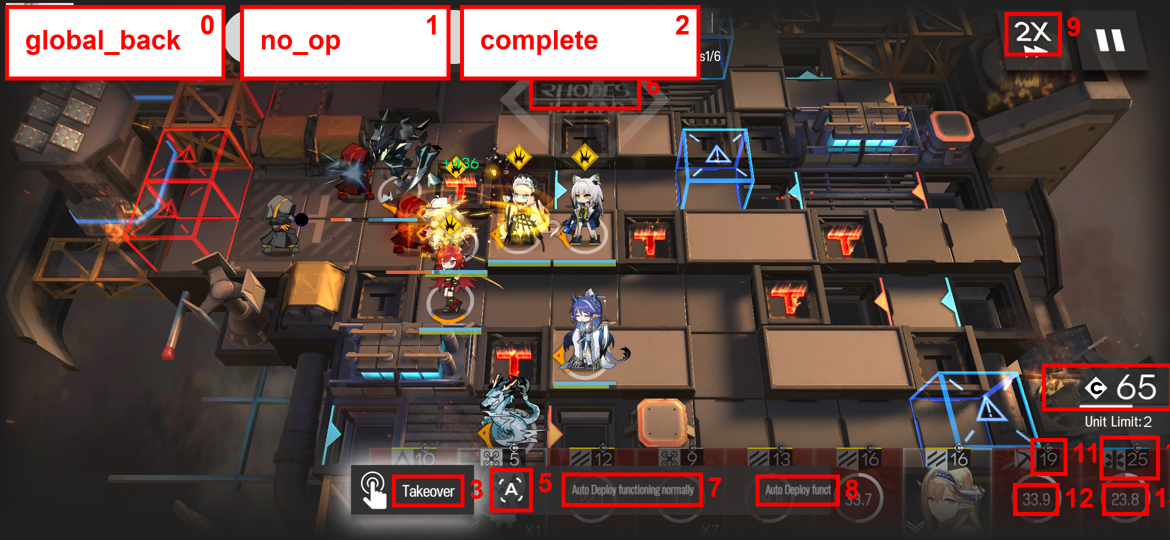 global_back 0
no_op 1
complete 2
s1/6
2X 9
RHODES 6
ISLAND
+436
65
Unit Limit:2
10 5 12 9 13 16 16 19 11 25
Takeover 3
A 5
Auto Deploy functioning normally 7
Auto Deploy funct 8
33.7
33.9 12
23.8 1
X1
X7